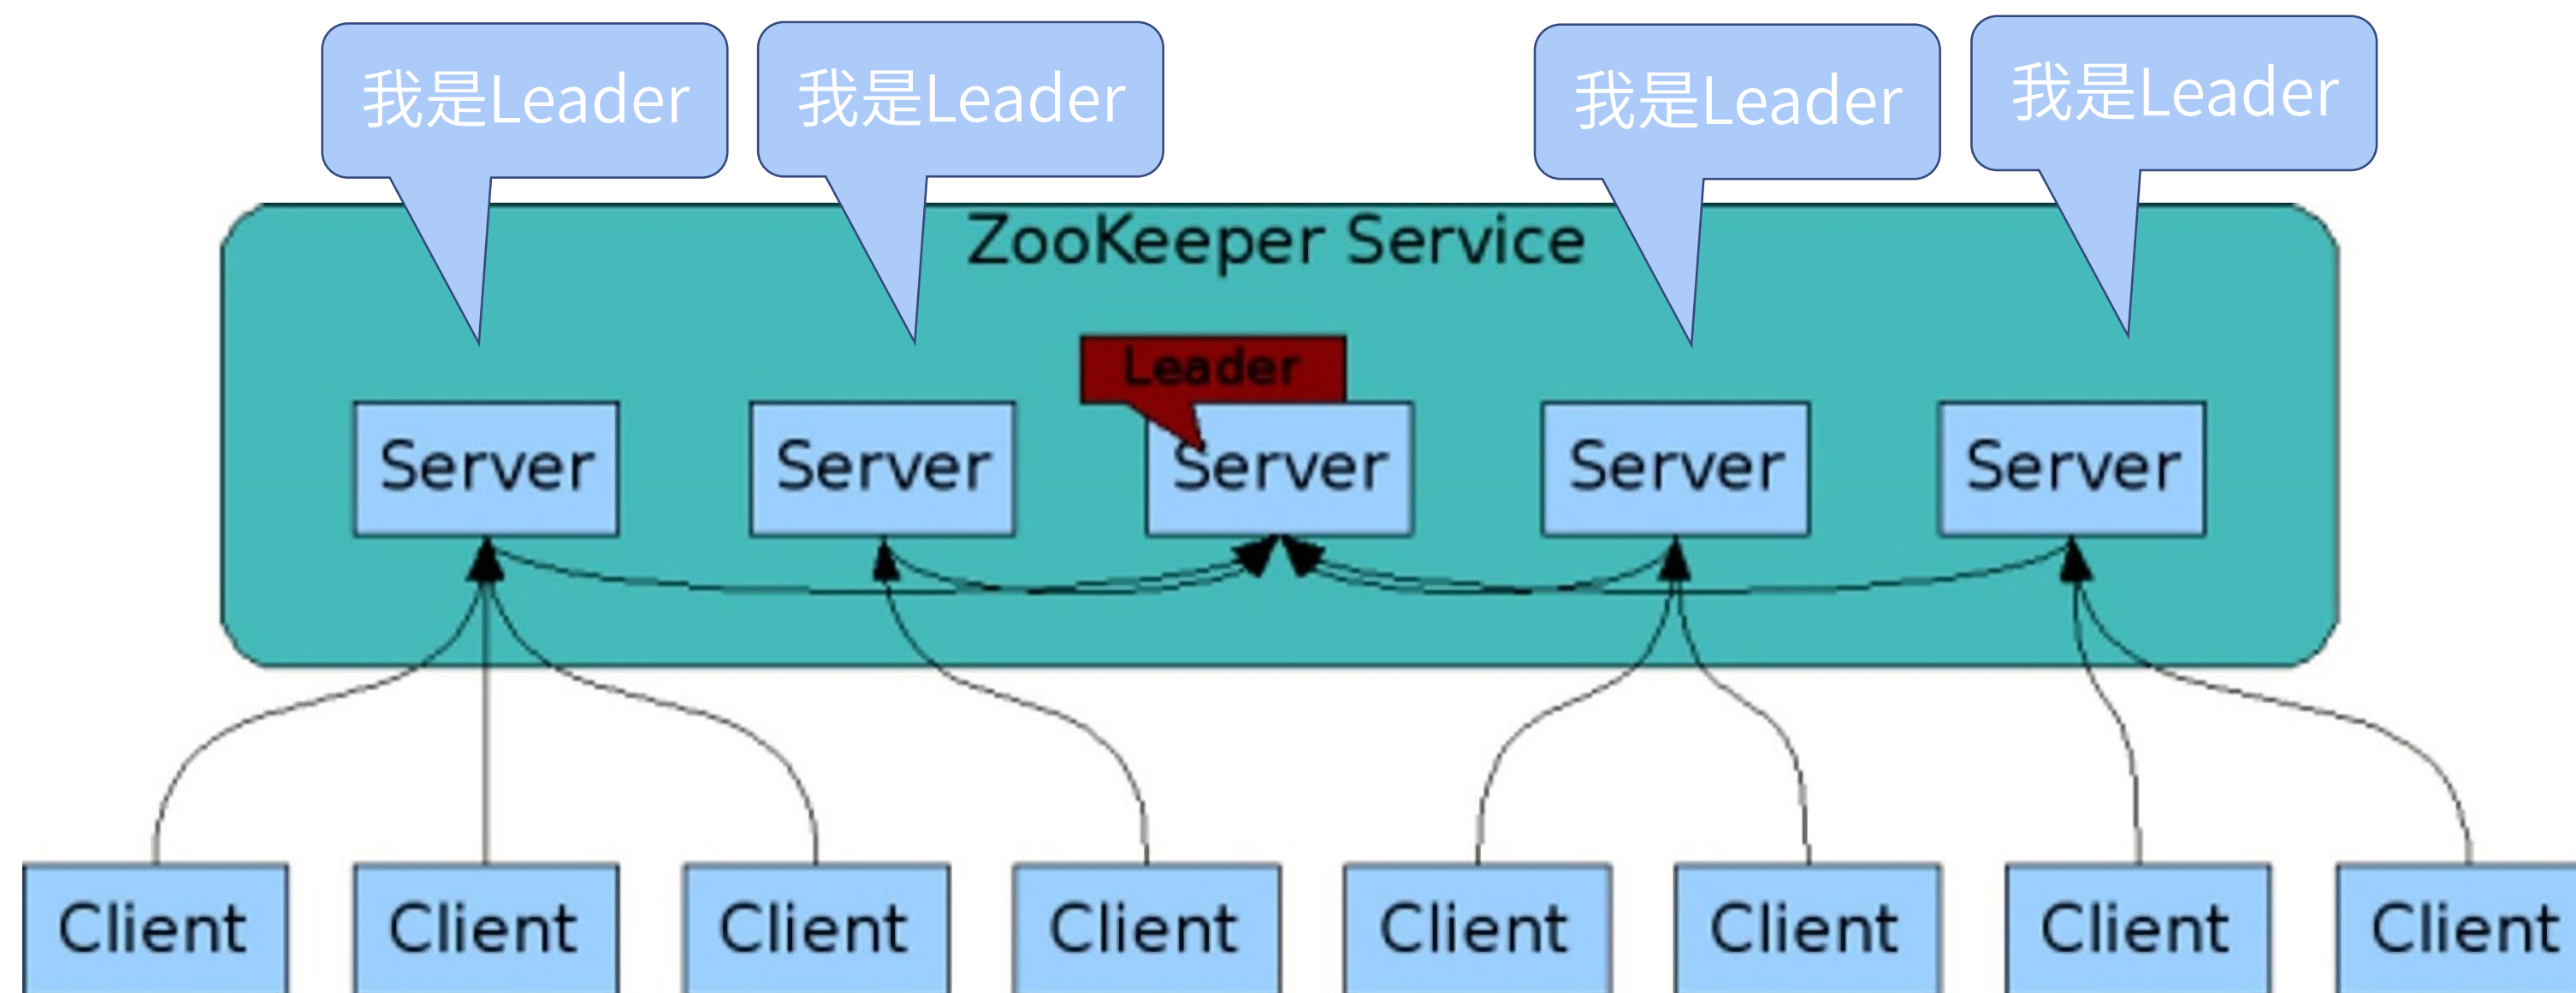 我是Leader
我是Leader
我是Leader
我是Leader
ZooKeeper Service
Leader
Server
Server
Server
Server
Server
Client
Client
Client
Client
Client
Client
Client
Client